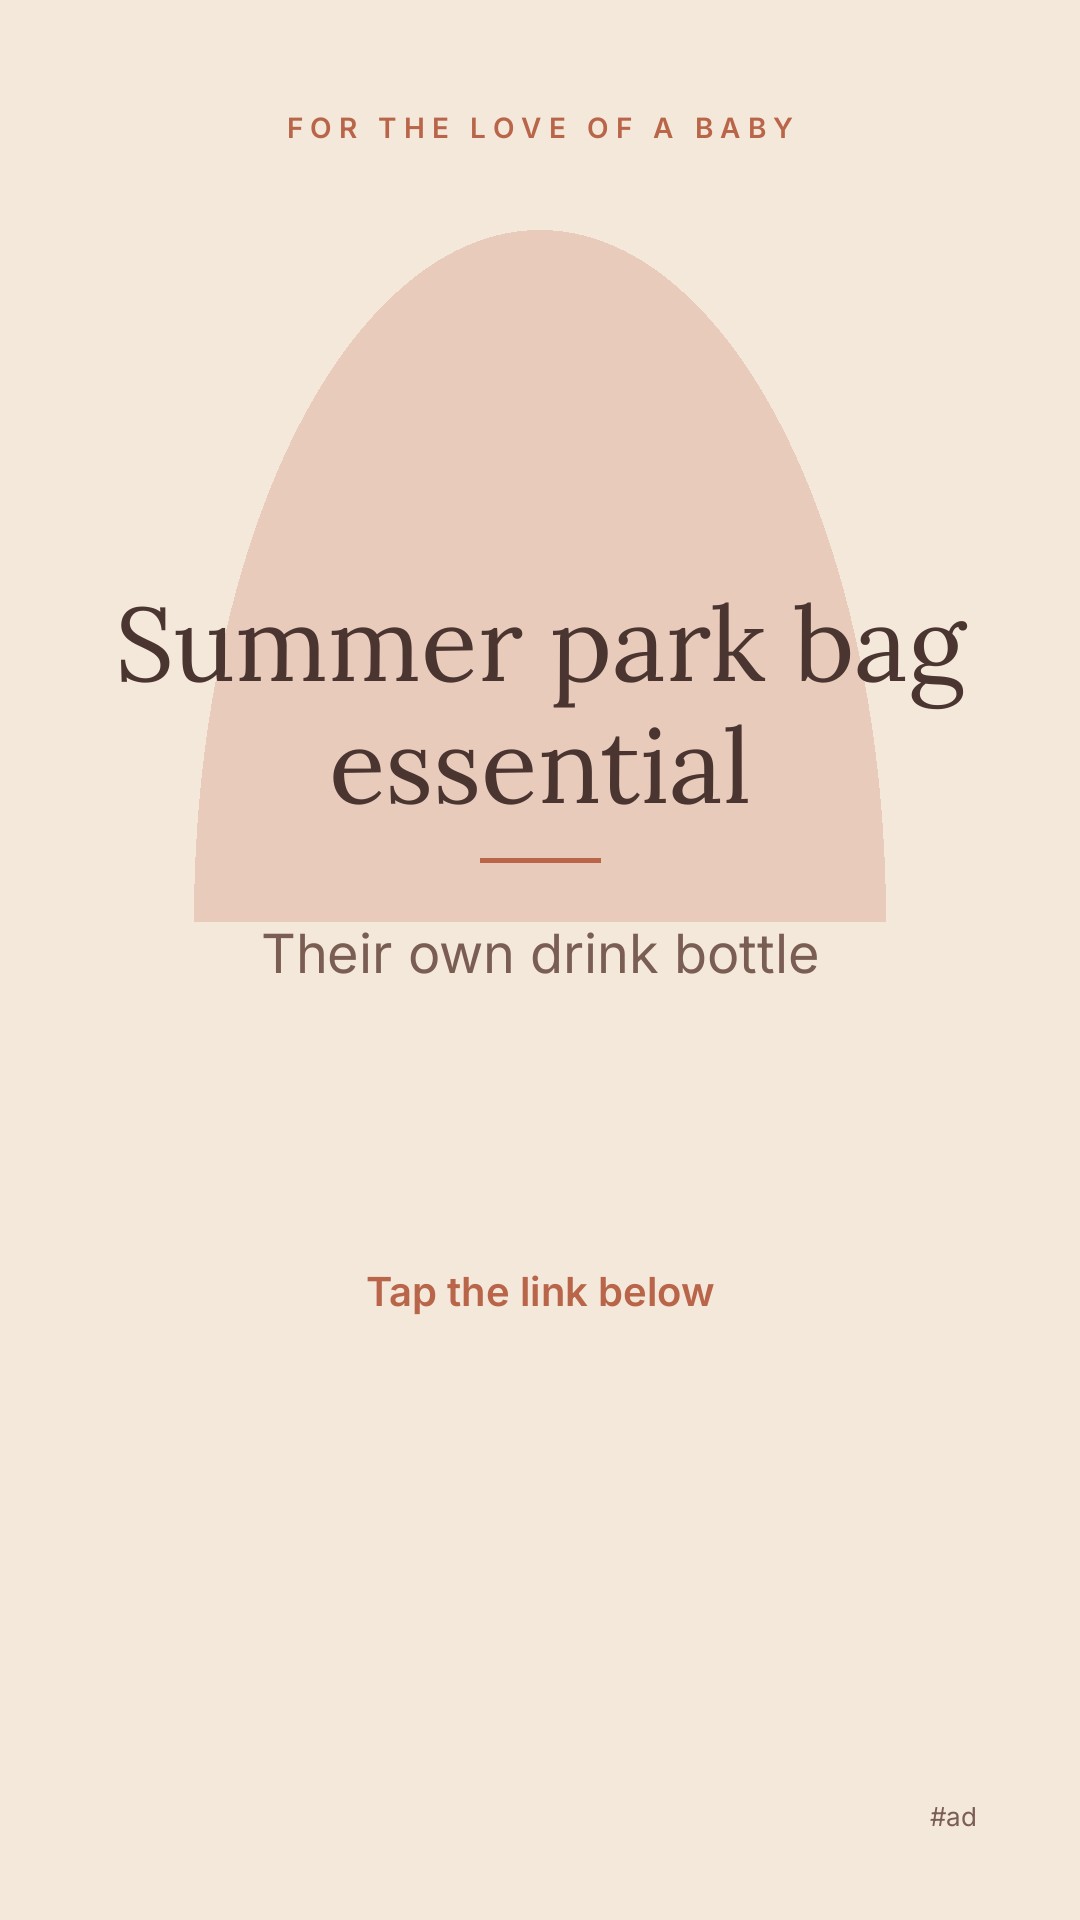 FOR THE LOVE OF A BABY
Summer park bag
essential
Their own drink bottle
Tap the link below
#ad